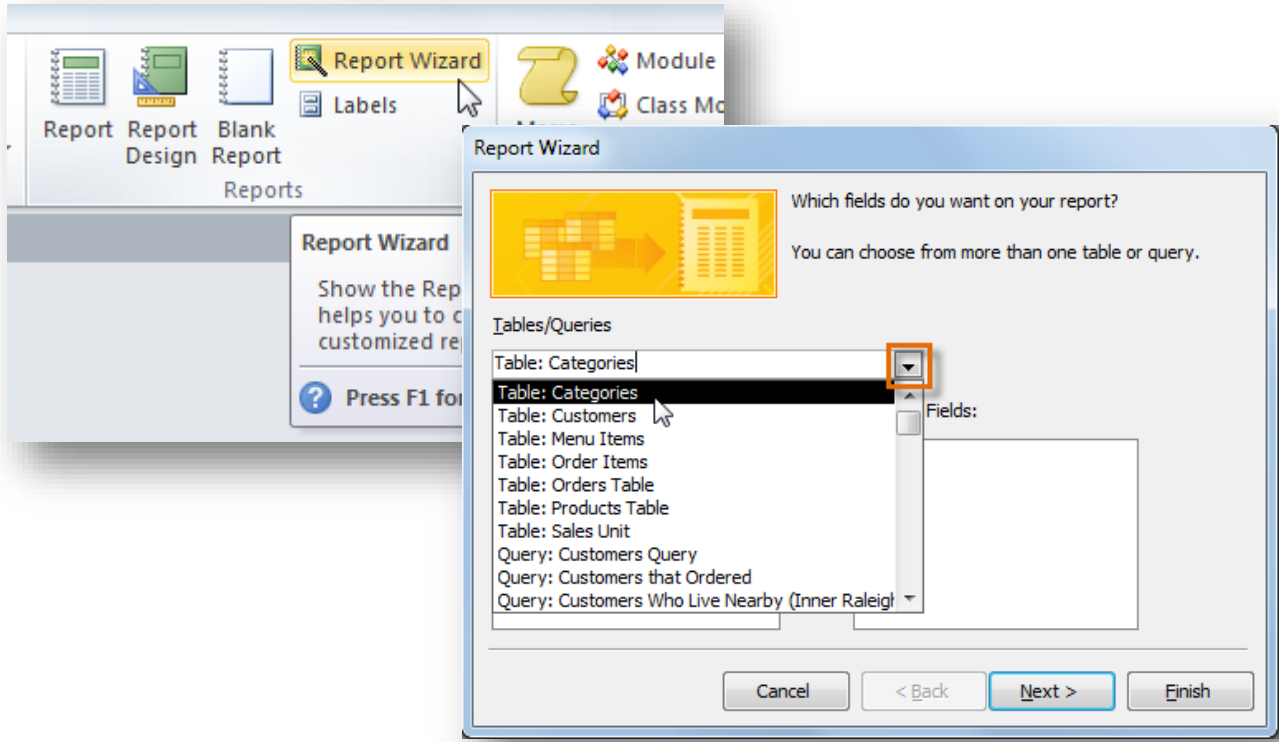 Report Wizard
Module
Labels
Class Mo
Report
Report Design
Blank Report
Reports
Report Wizard
Show the Rep
helps you to c
customized re
Press F1 for
Report Wizard
Which fields do you want on your report?
You can choose from more than one table or query.
Tables/Queries
Table: Categories
Table: Categories
Table: Customers
Table: Menu Items
Table: Order Items
Table: Orders Table
Table: Products Table
Table: Sales Unit
Query: Customers Query
Query: Customers that Ordered
Query: Customers Who Live Nearby (Inner Raleigh
Fields:
Cancel
< Back
Next >
Finish